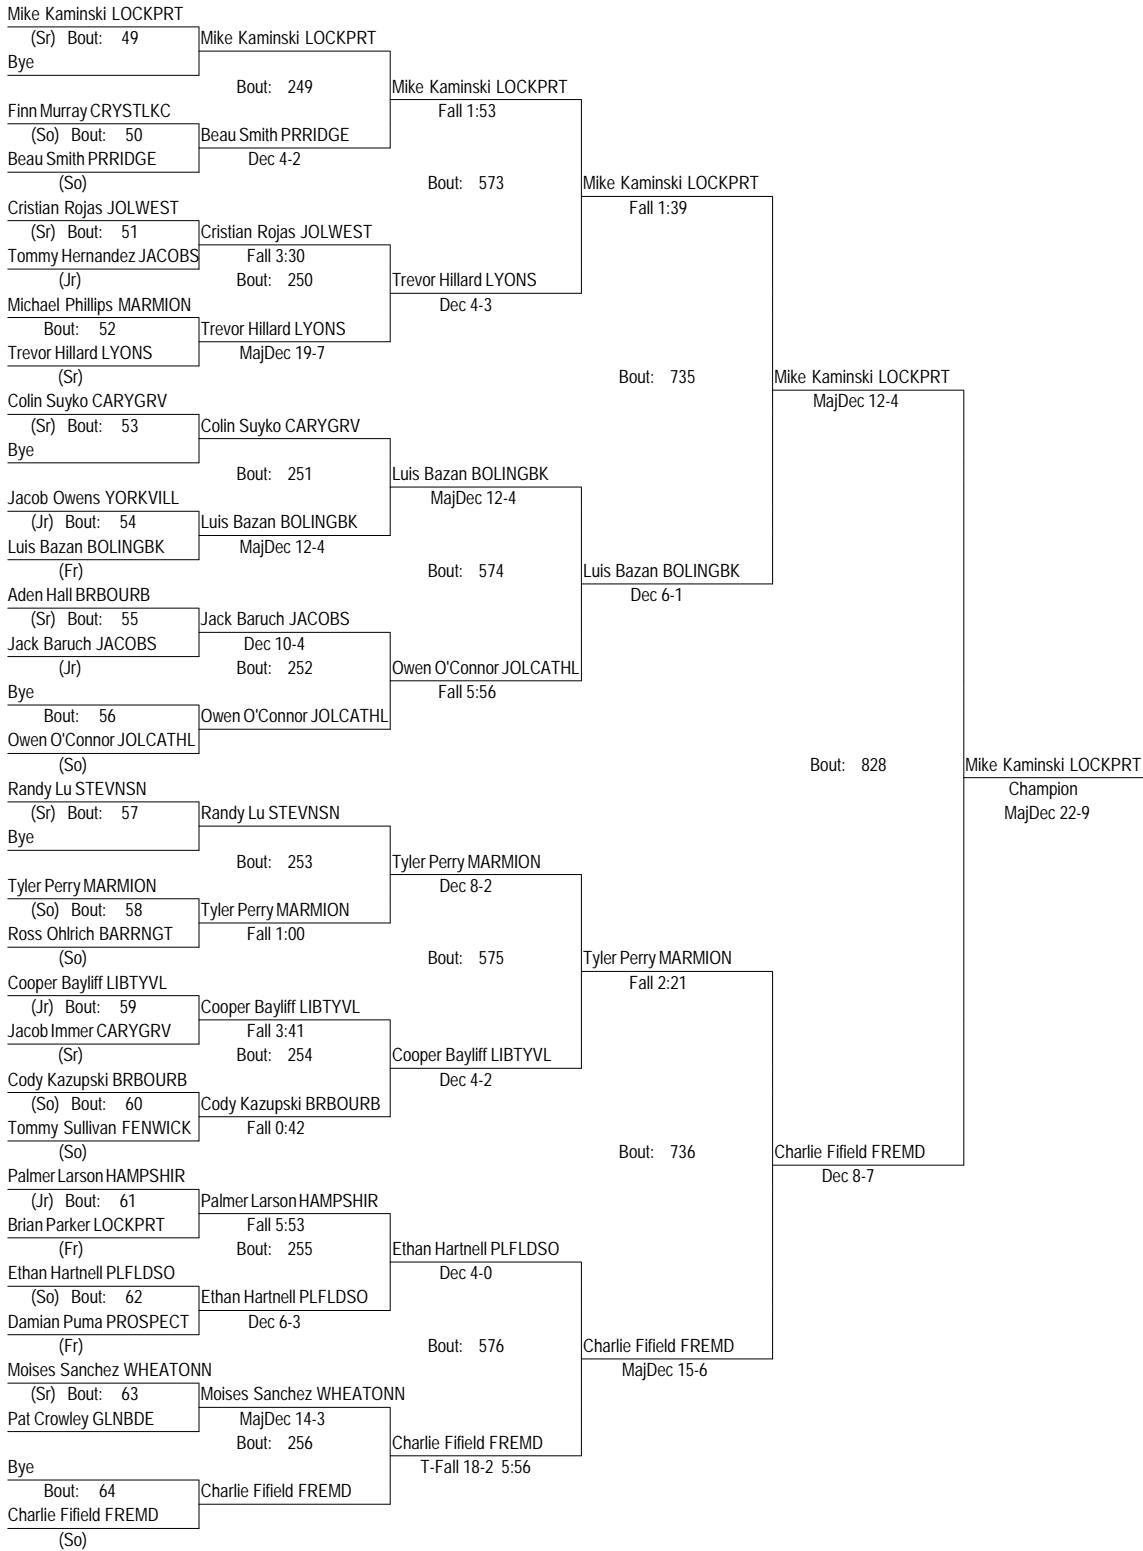 Mike Kaminski LOCKPRT
(Sr) Bout: 49
Mike Kaminski LOCKPRT
Bye
Bout: 249
Mike Kaminski LOCKPRT
Fall 1:53
Finn Murray CRYSTLKC
(So) Bout: 50
Beau Smith PRRIDGE
Beau Smith PRRIDGE
Dec 4-2
(So)
Bout: 573
Mike Kaminski LOCKPRT
Fall 1:39
Cristian Rojas JOLWEST
(Sr) Bout: 51
Cristian Rojas JOLWEST
Tommy Hernandez JACOBS
Fall 3:30
(Jr)
Bout: 250
Trevor Hillard LYONS
Dec 4-3
Michael Phillips MARMION
Bout: 52
Trevor Hillard LYONS
Trevor Hillard LYONS
MajDec 19-7
(Sr)
Bout: 735
Mike Kaminski LOCKPRT
MajDec 12-4
Colin Suyko CARYGRV
(Sr) Bout: 53
Colin Suyko CARYGRV
Bye
Bout: 251
Luis Bazan BOLINGBK
MajDec 12-4
Jacob Owens YORKVILL
(Jr) Bout: 54
Luis Bazan BOLINGBK
Luis Bazan BOLINGBK
MajDec 12-4
(Fr)
Bout: 574
Luis Bazan BOLINGBK
Dec 6-1
Aden Hall BRBOURB
(Sr) Bout: 55
Jack Baruch JACOBS
Jack Baruch JACOBS
Dec 10-4
(Jr)
Bout: 252
Owen O'Connor JOLCATHL
Fall 5:56
Bye
Bout: 56
Owen O'Connor JOLCATHL
Owen O'Connor JOLCATHL
(So)
Bout: 828
Mike Kaminski LOCKPRT
Champion
MajDec 22-9
Randy Lu STEVNSN
(Sr) Bout: 57
Randy Lu STEVNSN
Bye
Bout: 253
Tyler Perry MARMION
Dec 8-2
Tyler Perry MARMION
(So) Bout: 58
Tyler Perry MARMION
Ross Ohlrich BARRNGT
Fall 1:00
(So)
Bout: 575
Tyler Perry MARMION
Fall 2:21
Cooper Bayliff LIBTYVL
(Jr) Bout: 59
Cooper Bayliff LIBTYVL
Jacob Immer CARYGRV
Fall 3:41
(Sr)
Bout: 254
Cooper Bayliff LIBTYVL
Dec 4-2
Cody Kazupski BRBOURB
(So) Bout: 60
Cody Kazupski BRBOURB
Tommy Sullivan FENWICK
Fall 0:42
(So)
Bout: 736
Charlie Fifield FREMD
Dec 8-7
Palmer Larson HAMPSHIR
(Jr) Bout: 61
Palmer Larson HAMPSHIR
Brian Parker LOCKPRT
Fall 5:53
(Fr)
Bout: 255
Ethan Hartnell PLFLDSO
Dec 4-0
Ethan Hartnell PLFLDSO
(So) Bout: 62
Ethan Hartnell PLFLDSO
Damian Puma PROSPECT
Dec 6-3
(Fr)
Bout: 576
Charlie Fifield FREMD
MajDec 15-6
Moises Sanchez WHEATONN
(Sr) Bout: 63
Moises Sanchez WHEATONN
Pat Crowley GLNBDE
MajDec 14-3
Bout: 256
Charlie Fifield FREMD
T-Fall 18-2 5:56
Bye
Bout: 64
Charlie Fifield FREMD
Charlie Fifield FREMD
(So)